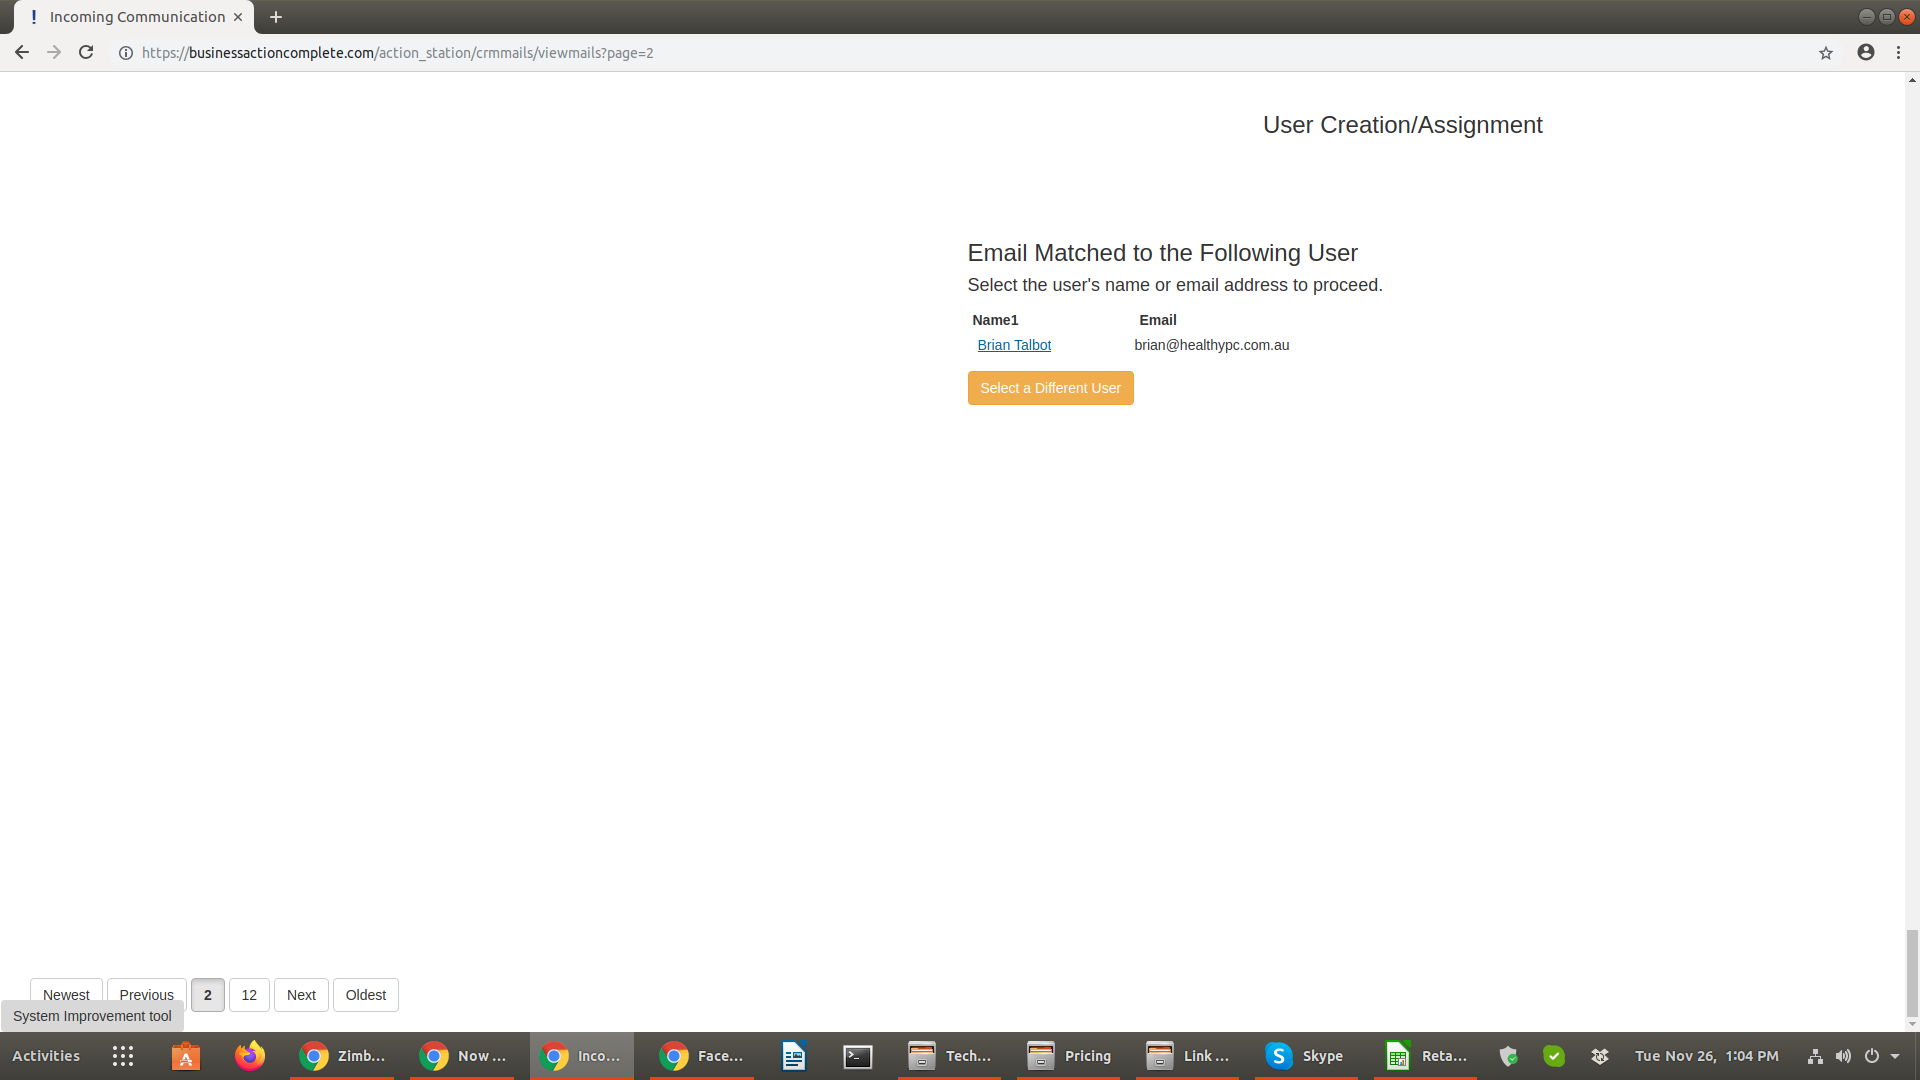 Incoming Communication
https://businessactioncomplete.com/action_station/crmmails/viewmails?page=2
User Creation/Assignment
Email Matched to the Following User
Select the user's name or email address to proceed.
Name1 Email
Brian Talbot brian@healthypc.com.au
Select a Different User
Newest Previous 2 12 Next Oldest
System Improvement tool
Activities Zimb... Now ... Inco... Face... Tech... Pricing Link ... Skype Reta... Tue Nov 26, 1:04 PM